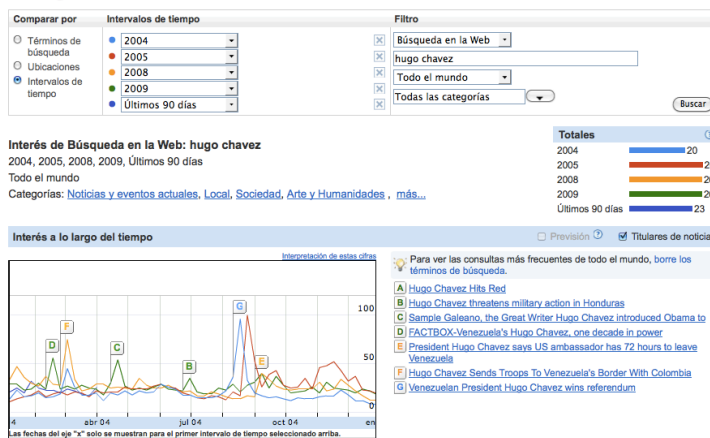 Comparar por
Intervalos de tiempo
Filtro
Términos de
búsqueda
Ubicaciones
Intervalos de
tiempo
2004
2005
2008
2009
Últimos 90 días
Búsqueda en la Web
hugo chavez
Todo el mundo
Todas las categorías
Buscar
Interés de Búsqueda en la Web: hugo chavez
2004, 2005, 2008, 2009, Últimos 90 días
Todo el mundo
Categorías: Noticias y eventos actuales, Local, Sociedad, Arte y Humanidades , más...
Totales
2004 20
2005
2008
2009
Últimos 90 días 23
Interés a lo largo del tiempo
Previsión ?
Titulares de noticia
Interpretación de estas cifras
100
50
0
D F C B G E
abr 04 jul 04 oct 04 en
Las fechas del eje "x" solo se muestran para el primer intervalo de tiempo seleccionado arriba.
Para ver las consultas más frecuentes de todo el mundo, borre los
términos de búsqueda.
A Hugo Chavez Hits Red
B Hugo Chavez threatens military action in Honduras
C Sample Galeano, the Great Writer Hugo Chavez introduced Obama to
D FACTBOX-Venezuela's Hugo Chavez, one decade in power
E President Hugo Chavez says US ambassador has 72 hours to leave
Venezuela
F Hugo Chavez Sends Troops To Venezuela's Border With Colombia
G Venezuelan President Hugo Chavez wins referendum